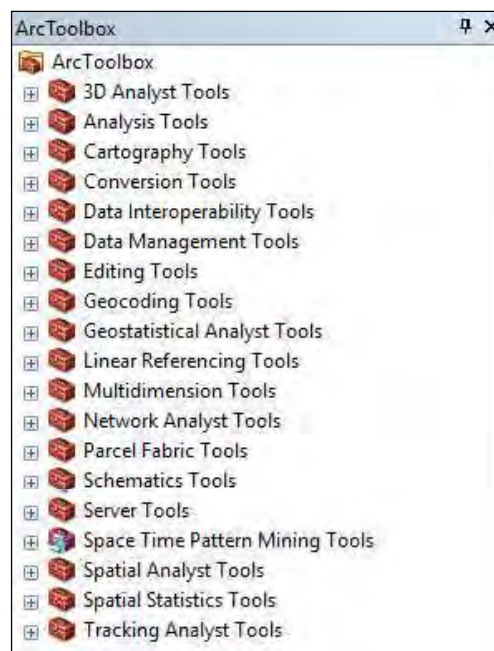 ArcToolbox
ArcToolbox
3D Analyst Tools
Analysis Tools
Cartography Tools
Conversion Tools
Data Interoperability Tools
Data Management Tools
Editing Tools
Geocoding Tools
Geostatistical Analyst Tools
Linear Referencing Tools
Multidimension Tools
Network Analyst Tools
Parcel Fabric Tools
Schematics Tools
Server Tools
Space Time Pattern Mining Tools
Spatial Analyst Tools
Spatial Statistics Tools
Tracking Analyst Tools